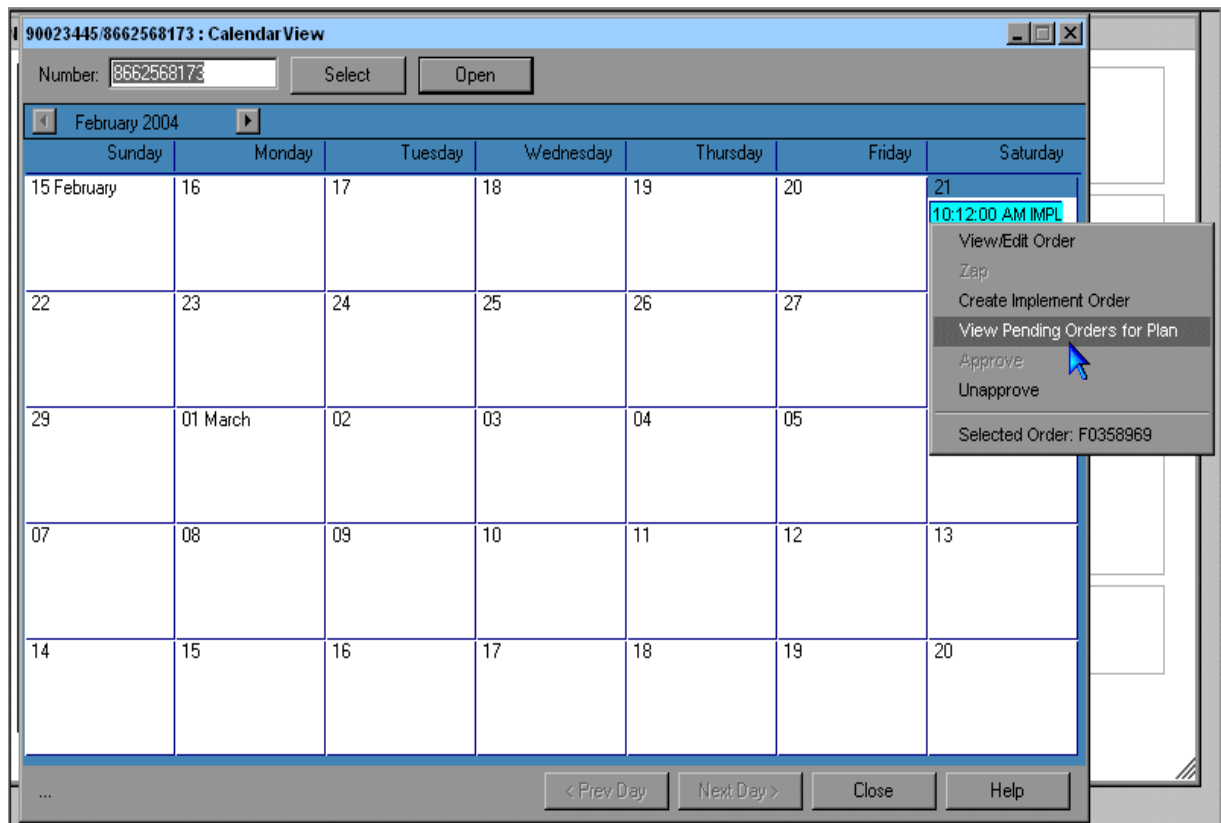 90023445/8662568173 : Calendar View
Number: 8662568173 Select Open
February 2004
Sunday Monday Tuesday Wednesday Thursday Friday Saturday
15 February 16 17 18 19 20 21
10:12:00 AM IMPL
View/Edit Order
Zap
Create Implement Order
View Pending Orders for Plan
Approve
Unapprove
Selected Order: F0358969
22 23 24 25 26 27
29 01 March 02 03 04 05
07 08 09 10 11 12 13
14 15 16 17 18 19 20
... < Prev Day Next Day > Close Help